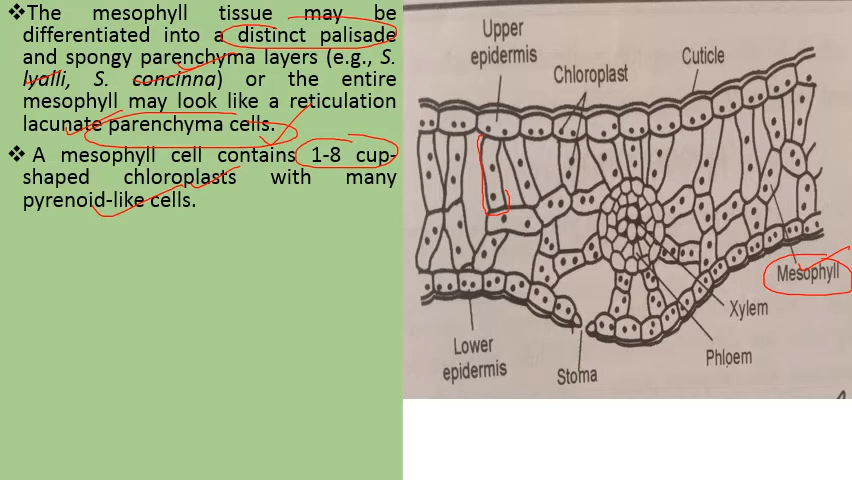 ❖The mesophyll tissue may be
differentiated into a distinct palisade
and spongy parenchyma layers (e.g., S.
lyalli, S. concinna) or the entire
mesophyll may look like a reticulation
lacunate parenchyma cells.
❖ A mesophyll cell contains 1-8 cup-
shaped chloroplasts with many
pyrenoid-like cells.
Upper
epidermis
Chloroplast
Cuticle
Mesophyll
Xylem
Phloem
Stoma
Lower
epidermis